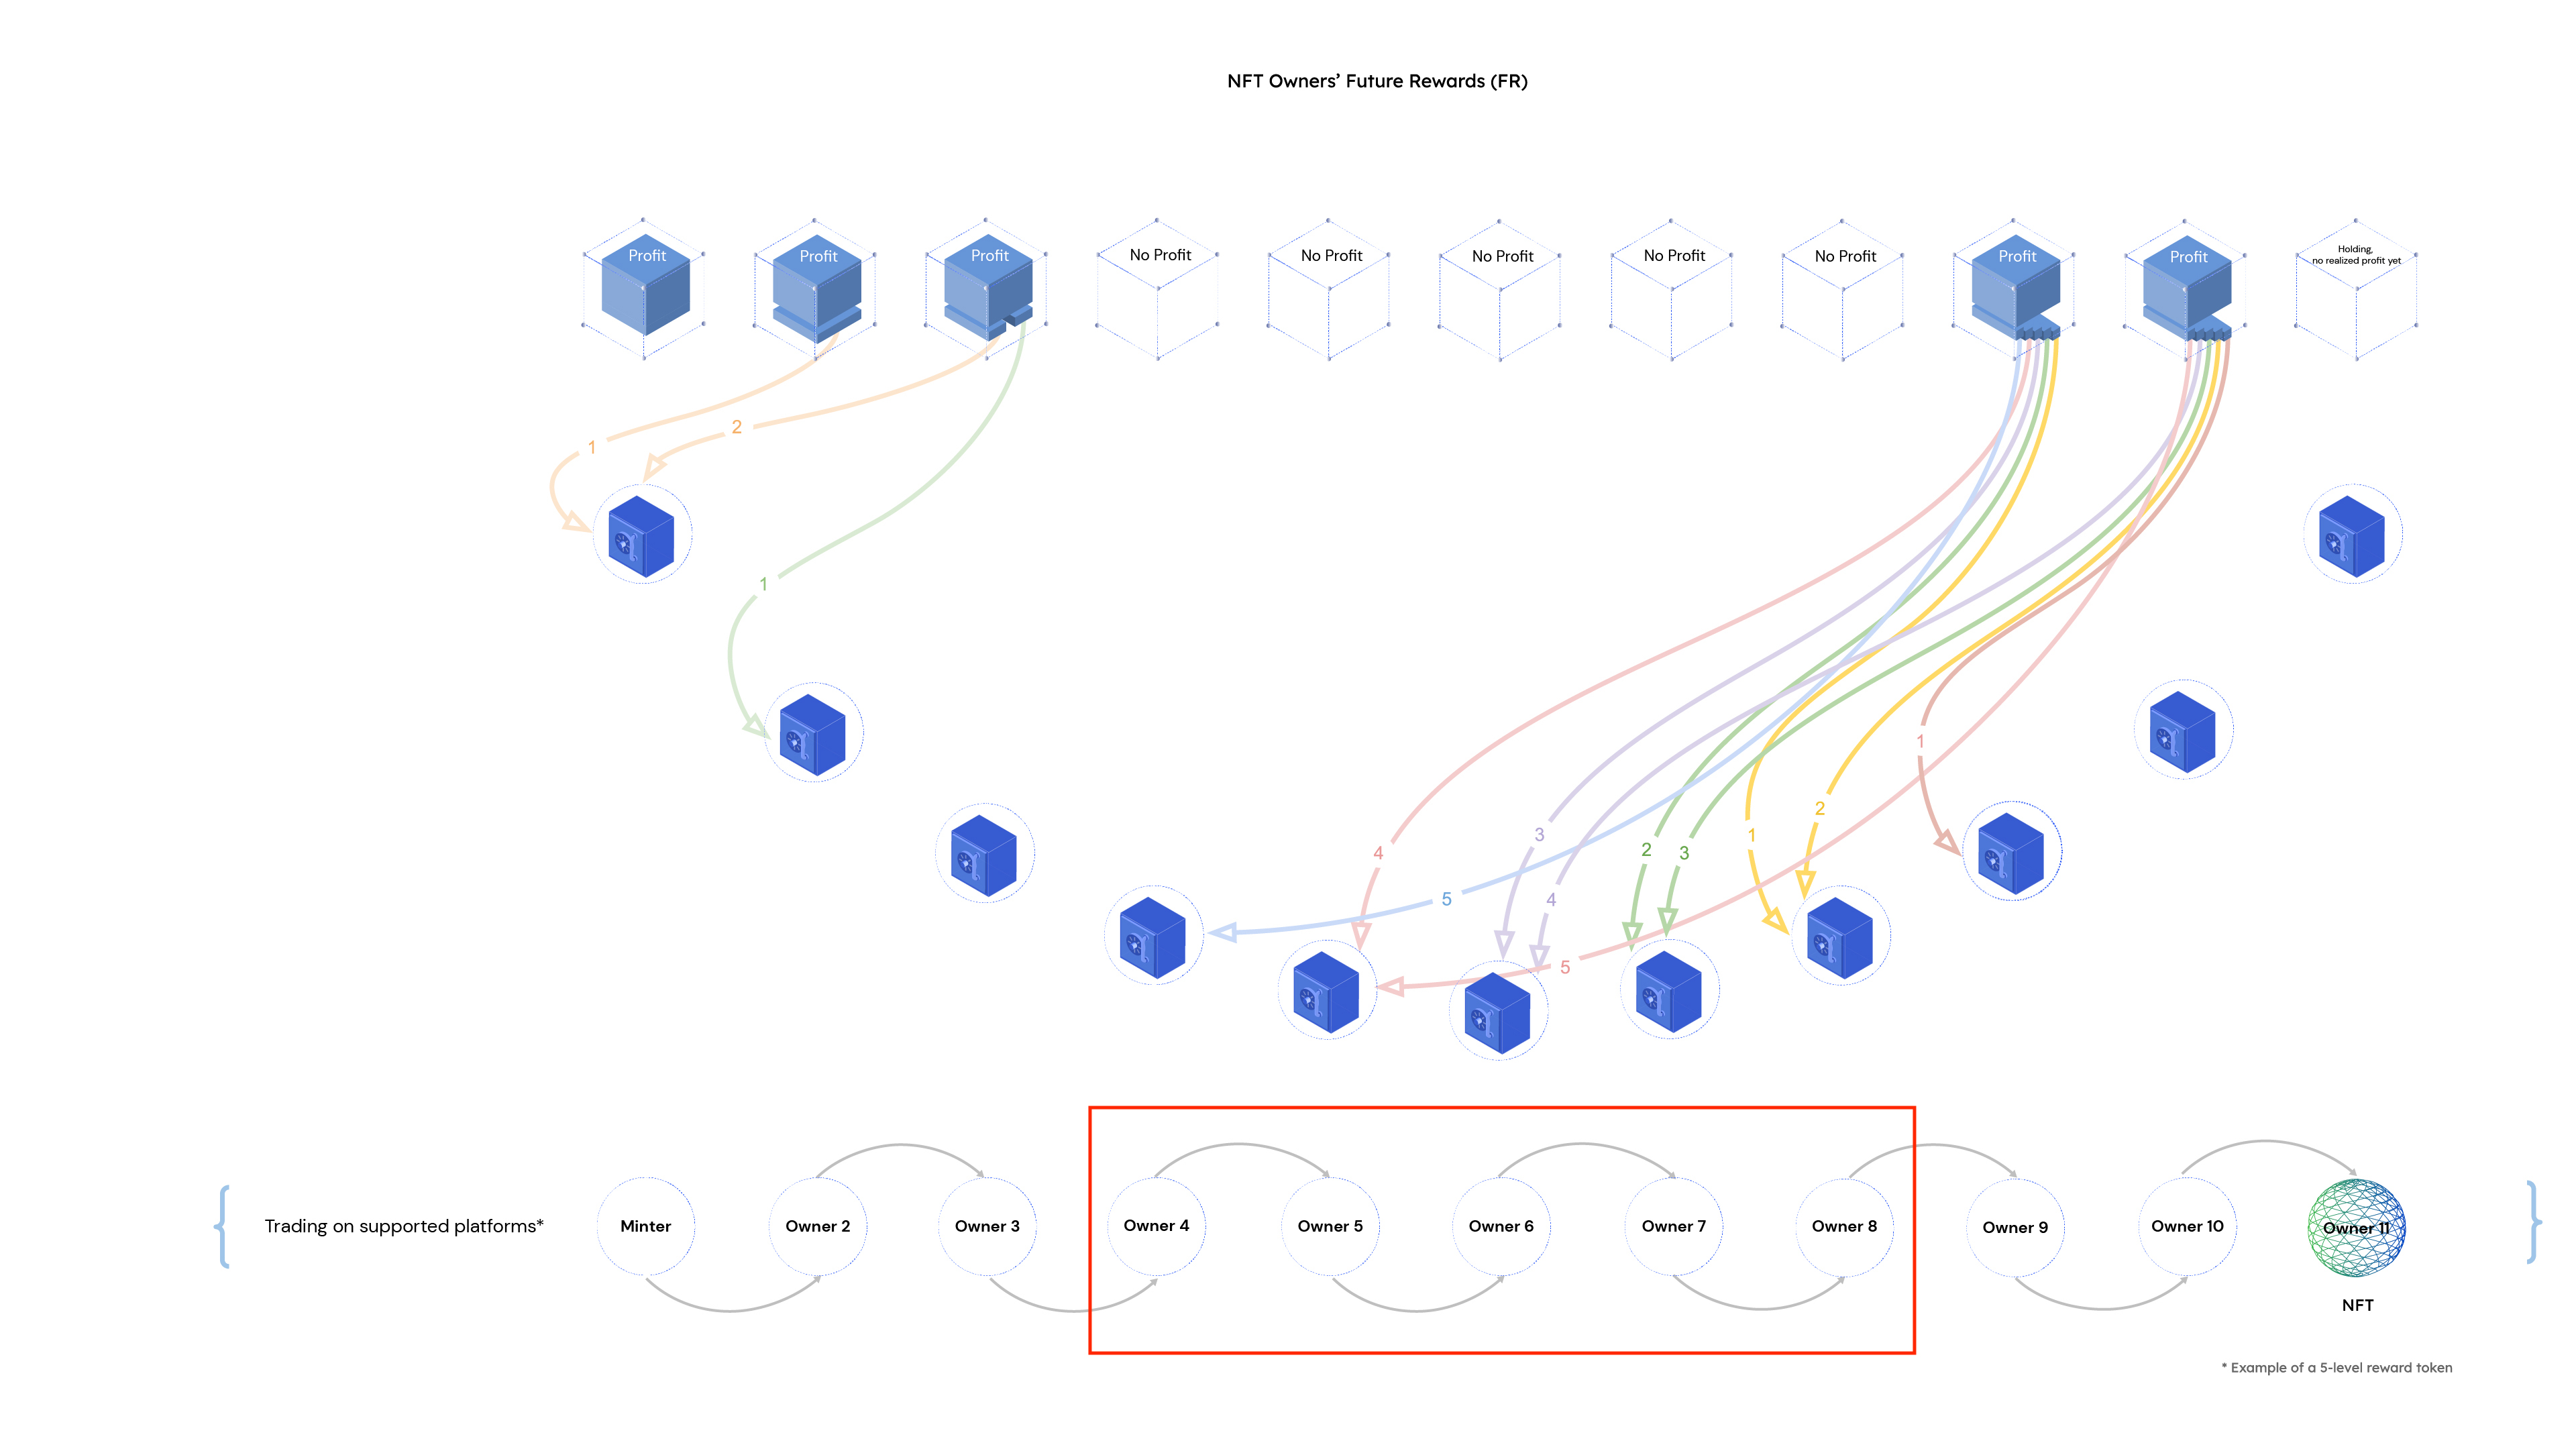 NFT Owners’ Future Rewards (FR)
Profit
Profit
Profit
No Profit
No Profit
No Profit
No Profit
No Profit
Profit
Profit
Holding,
no realized profit yet
1
2
1
1
2
3
1
2
3
4
5
4
5
Trading on supported platforms*
Minter
Owner 2
Owner 3
Owner 4
Owner 5
Owner 6
Owner 7
Owner 8
Owner 9
Owner 10
Owner 11
NFT
* Example of a 5-level reward token